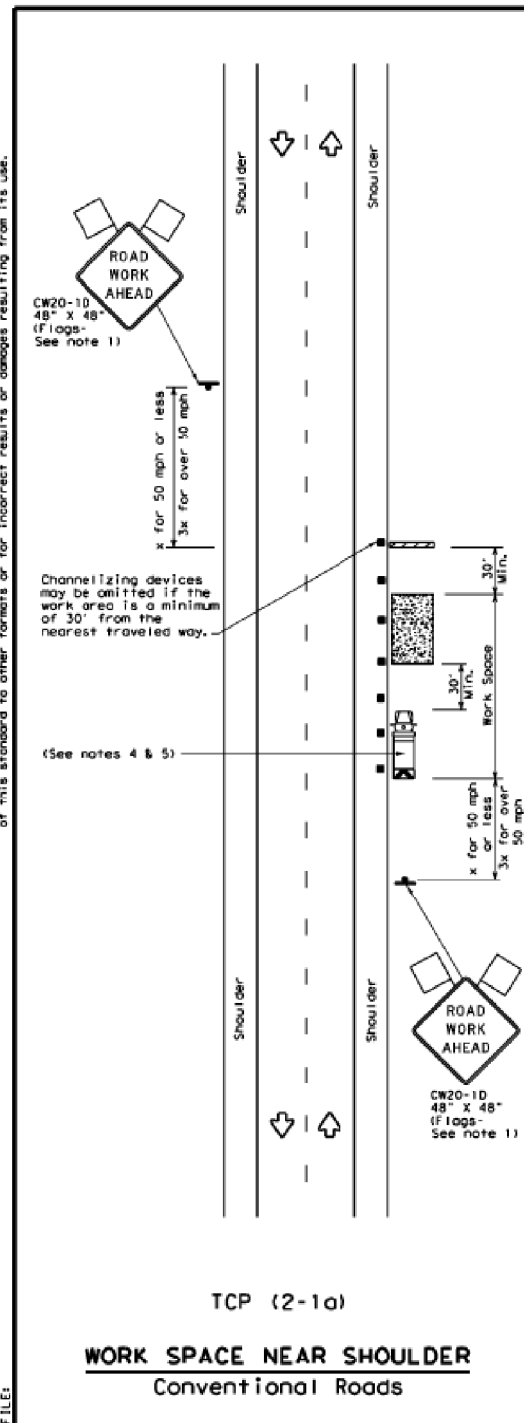 of this standard to other formats or for incorrect results or damages resulting from its use.
FILE:
Shoulder
Shoulder
ROAD
WORK
AHEAD
CW20-1D
48" X 48"
(Flags-
See note 1)
x for 50 mph or less
3x for over 50 mph
Channelizing devices
may be omitted if the
work area is a minimum
of 30' from the
nearest traveled way.
30'
Min.
30'
Min.
Work Space
(See notes 4 & 5)
x for 50 mph
or less
3x for over
50 mph
Shoulder
Shoulder
ROAD
WORK
AHEAD
CW20-1D
48" X 48"
(Flags-
See note 1)
TCP (2-1a)
WORK SPACE NEAR SHOULDER
Conventional Roads